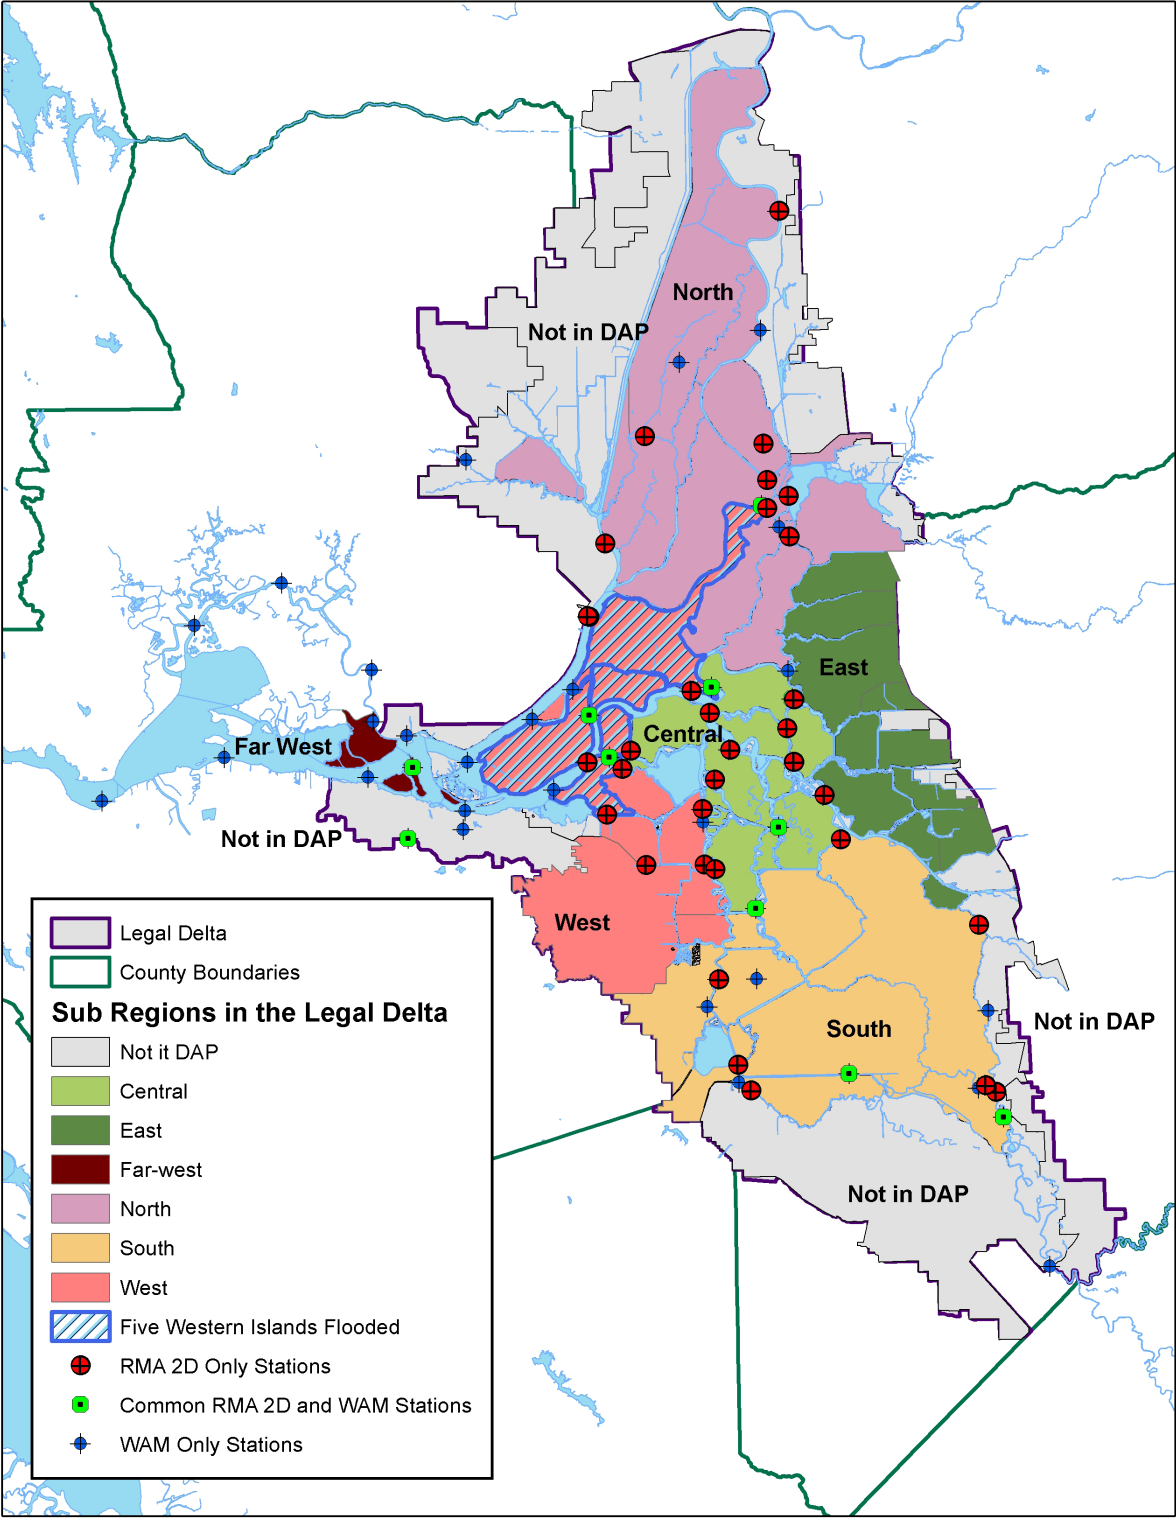 North
Not in DAP
East
Central
Far West
Not in DAP
West
South
Not in DAP
Not in DAP
Legal Delta
County Boundaries
Sub Regions in the Legal Delta
Not it DAP
Central
East
Far-west
North
South
West
Five Western Islands Flooded
RMA 2D Only Stations
Common RMA 2D and WAM Stations
WAM Only Stations